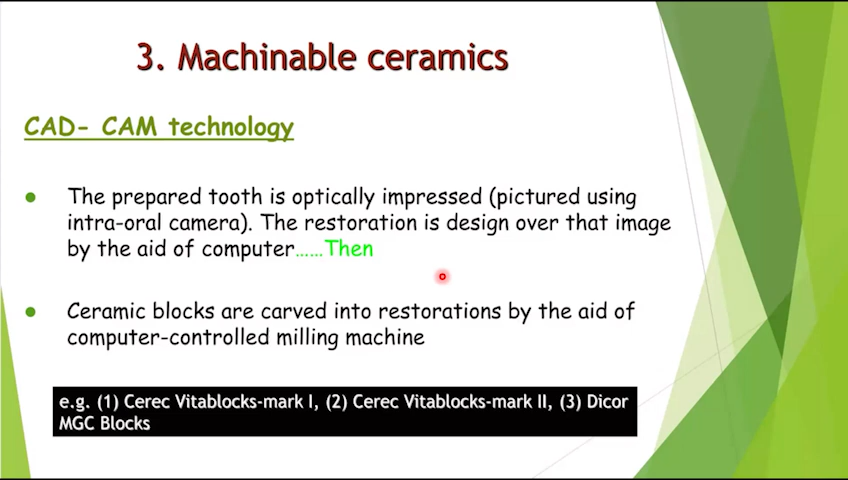 3. Machinable ceramics
CAD- CAM technology
The prepared tooth is optically impressed (pictured using
intra-oral camera). The restoration is design over that image
by the aid of computer……Then
Ceramic blocks are carved into restorations by the aid of
computer-controlled milling machine
e.g. (1) Cerec Vitablocks-mark I, (2) Cerec Vitablocks-mark II, (3) Dicor
MGC Blocks